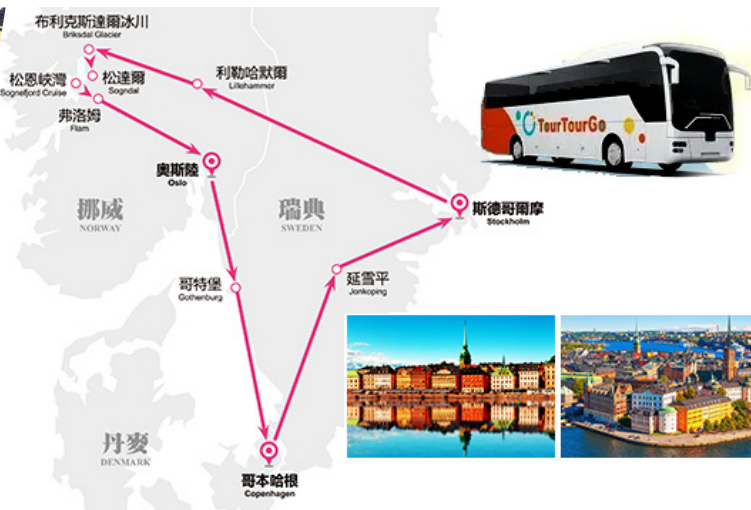 布利克斯達爾冰川
Briksdal Glacier
松恩峽灣
Sognefjord Cruise
松達爾
Sogndal
利勒哈默爾
Lillehammer
弗洛姆
Flam
TourTourGo
奧斯陸
Oslo
挪威
NORWAY
瑞典
SWEDEN
斯德哥爾摩
Stockholm
哥特堡
Gothenburg
延雪平
Jonkoping
丹麥
DENMARK
哥本哈根
Copenhagen